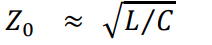 Z₀ ≈ √L/C